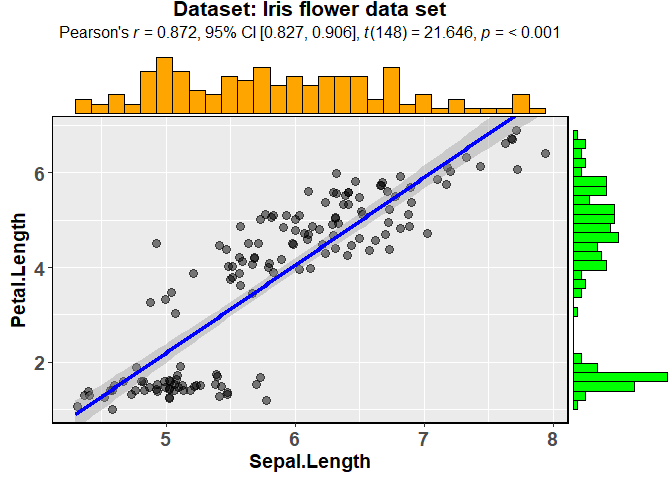 Dataset: Iris flower data set
Pearson's r = 0.872, 95% CI [0.827, 0.906], t(148) = 21.646, p = < 0.001
6
4
2
Petal.Length
5 6 7 8
Sepal.Length